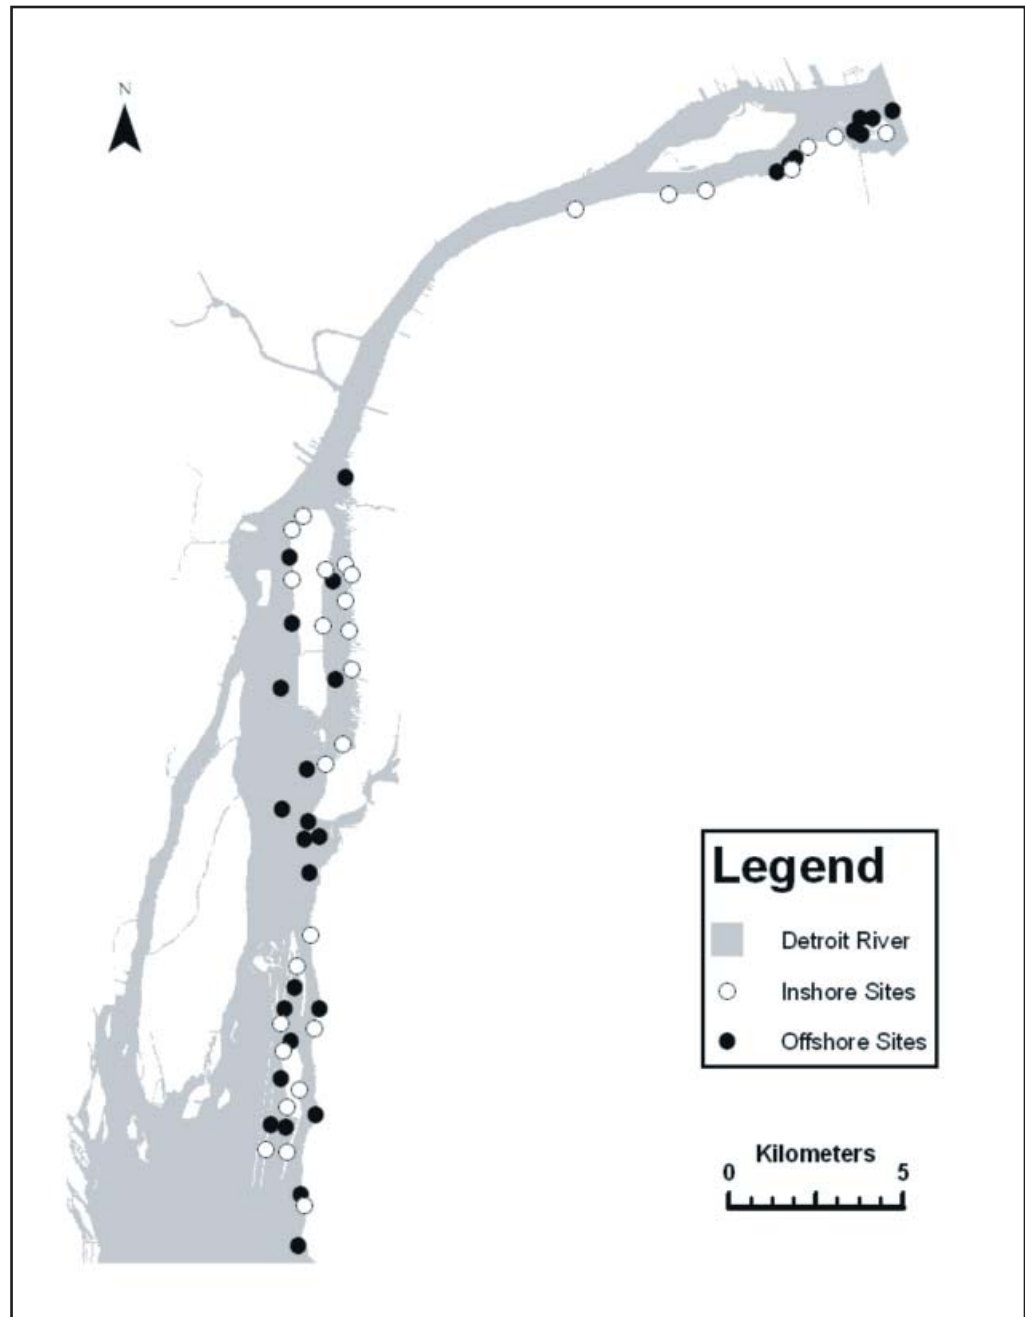 N
Legend
Detroit River
Inshore Sites
Offshore Sites
Kilometers
0 5